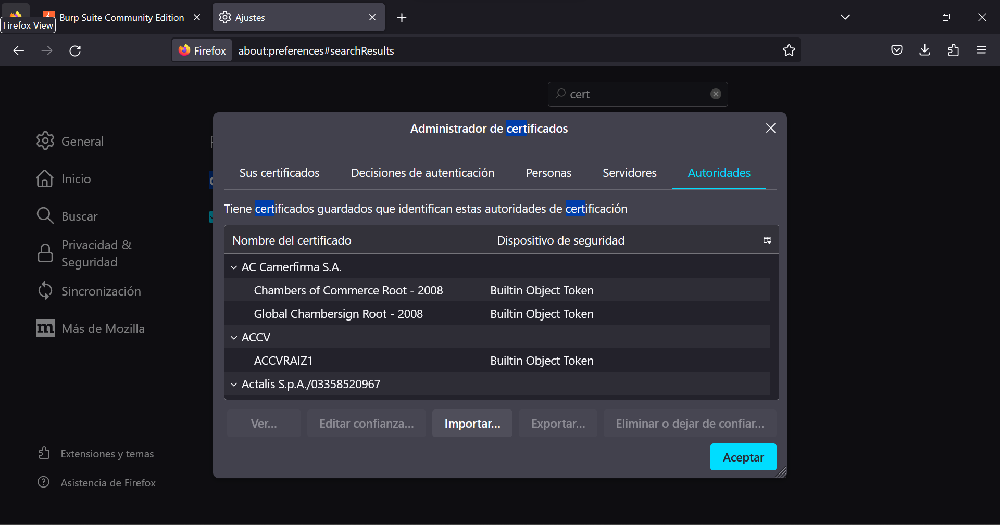 Burp Suite Community Edition
Ajustes
Firefox View
Firefox
about:preferences#searchResults
cert
General
Inicio
Buscar
Privacidad &
Seguridad
Sincronización
m
Más de Mozilla
Extensiones y temas
Asistencia de Firefox
Administrador de certificados
Sus certificados
Decisiones de autenticación
Personas
Servidores
Autoridades
Tiene certificados guardados que identifican estas autoridades de certificación
Nombre del certificado
Dispositivo de seguridad
AC Camerfirma S.A.
Chambers of Commerce Root - 2008
Builtin Object Token
Global Chambersign Root - 2008
Builtin Object Token
ACCV
ACCVRAIZ1
Builtin Object Token
Actalis S.p.A./03358520967
Ver...
Editar confianza...
Importar...
Exportar...
Eliminar o dejar de confiar...
Aceptar